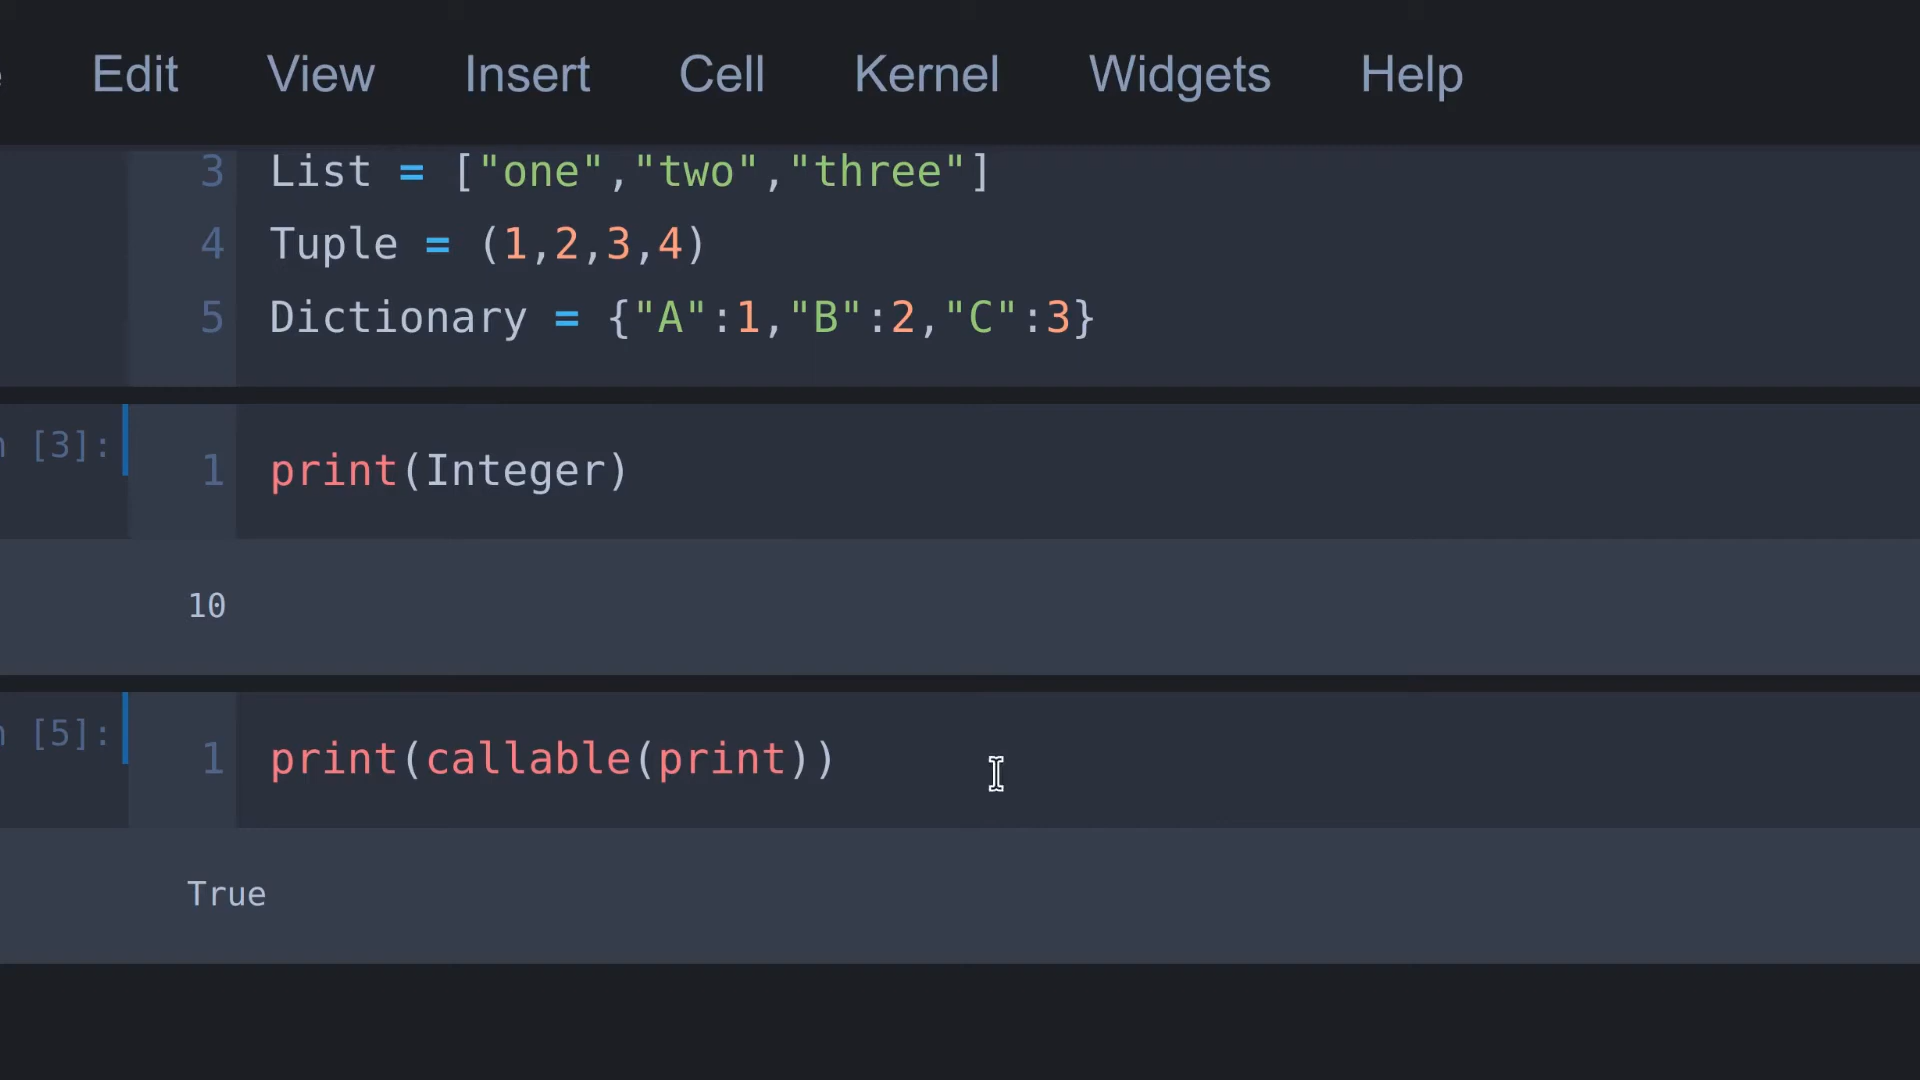 Edit View Insert Cell Kernel Widgets Help
3 List = ["one","two","three"]
4 Tuple = (1,2,3,4)
5 Dictionary = {"A":1,"B":2,"C":3}
[3]:
1 print(Integer)
10
[5]:
1 print(callable(print))
True